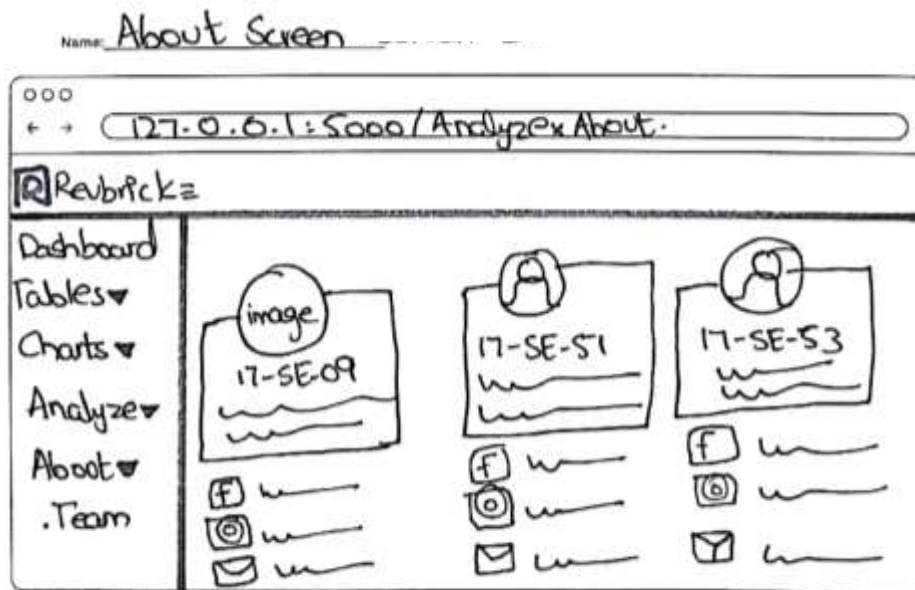 Name: About Screen
127.0.0.1:5000/AnalyzexAbout.
R Revbrick
Dashboard
Tables
Charts
Analyze
About
.Team
image
17-SE-09
f
17-SE-51
f
17-SE-53
f